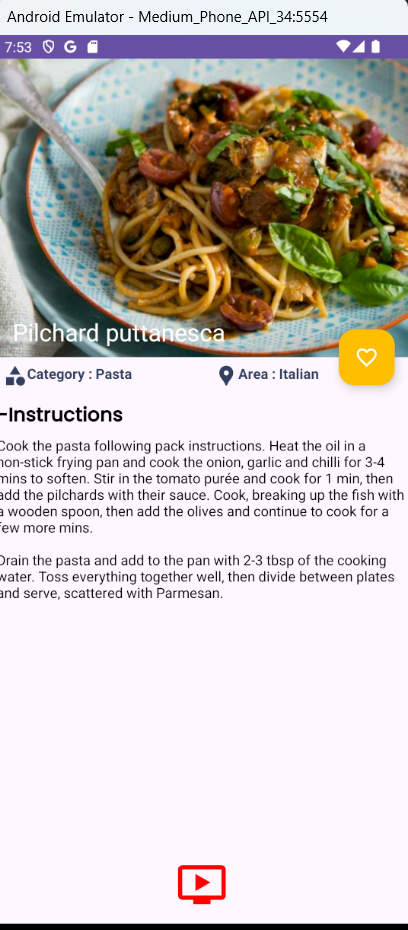 Android Emulator - Medium_Phone_API_34:5554
7:53
Pilchard puttanesca
Category : Pasta
Area : Italian
-Instructions
Cook the pasta following pack instructions. Heat the oil in a
non-stick frying pan and cook the onion, garlic and chilli for 3-4
mins to soften. Stir in the tomato purée and cook for 1 min, then
add the pilchards with their sauce. Cook, breaking up the fish with
a wooden spoon, then add the olives and continue to cook for a
few more mins.
Drain the pasta and add to the pan with 2-3 tbsp of the cooking
water. Toss everything together well, then divide between plates
and serve, scattered with Parmesan.